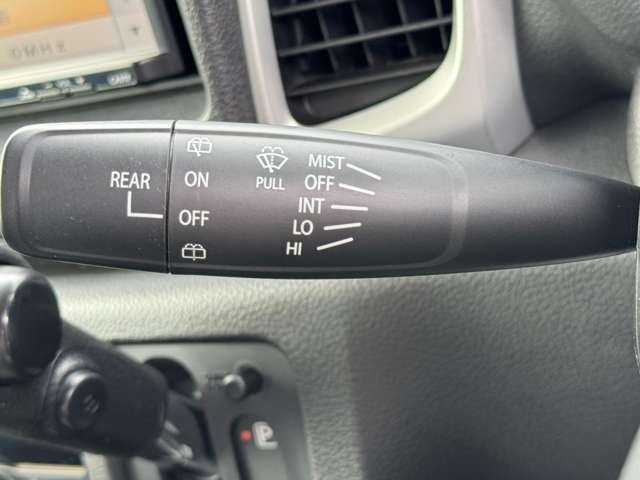 REAR
ON
OFF
PULL
MIST
OFF
INT
LO
HI